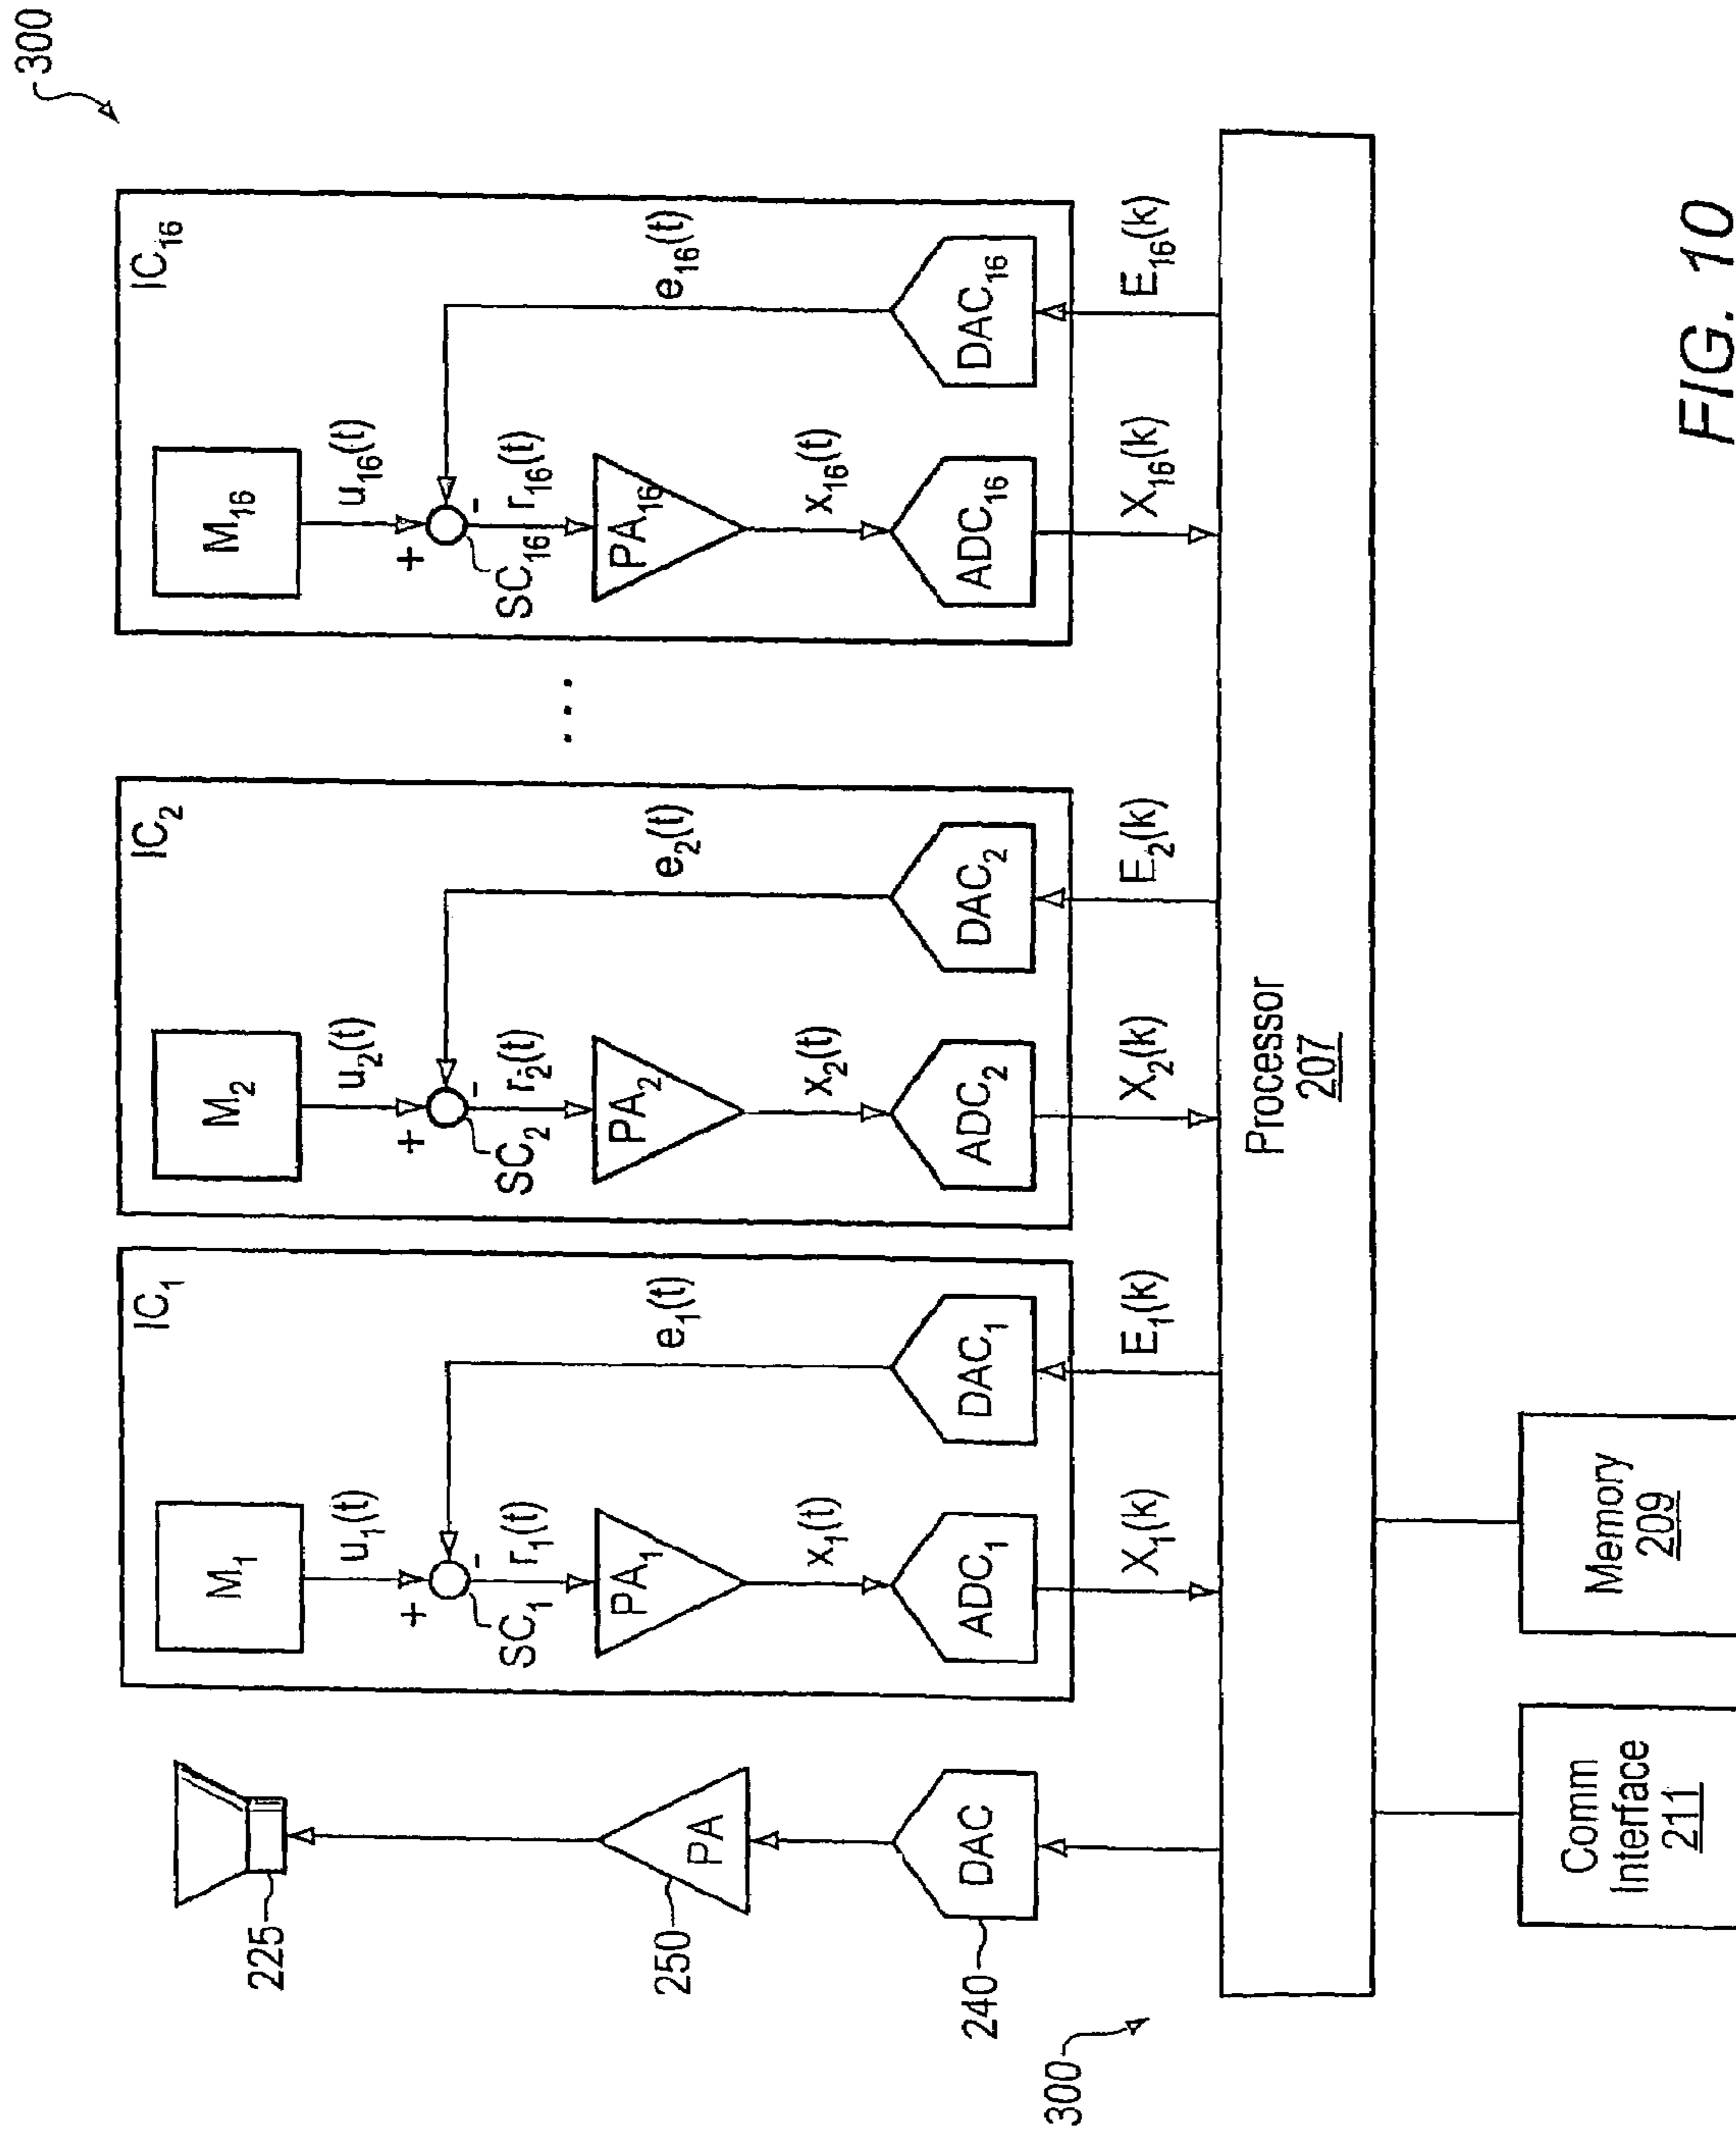 300
IC₁
M₁
u₁(t)
+
-
SC₁
r₁(t)
e₁(t)
PA₁
x₁(t)
ADC₁
DAC₁
X₁(k)
E₁(k)
IC₂
M₂
u₂(t)
+
-
SC₂
r₂(t)
e₂(t)
PA₂
x₂(t)
ADC₂
DAC₂
X₂(k)
E₂(k)
...
IC₁₆
M₁₆
u₁₆(t)
+
-
SC₁₆
r₁₆(t)
e₁₆(t)
PA₁₆
x₁₆(t)
ADC₁₆
DAC₁₆
X₁₆(k)
E₁₆(k)
225
250
PA
240
DAC
300
Processor
207
Comm
Interface
211
Memory
209
FIG. 10